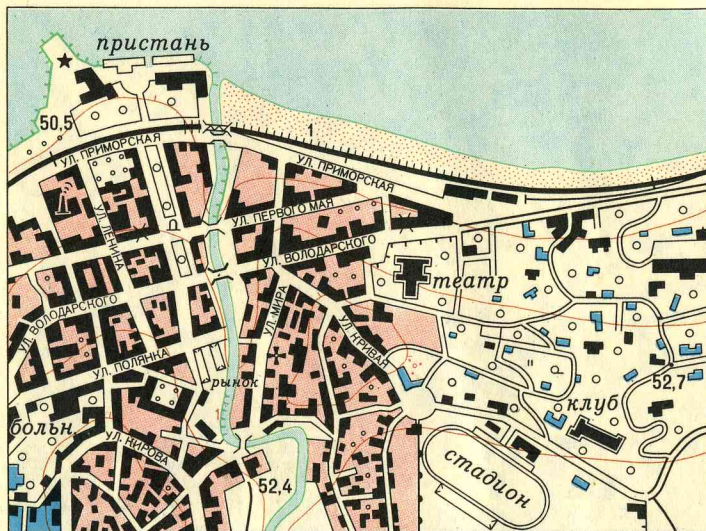 пристань
50,5
1
УЛ. ПРИМОРСКАЯ
УЛ. ПРИМОРСКАЯ
УЛ. ЛЕНИНА
УЛ. ПЕРВОГО МАЯ
УЛ. ВОЛОДАРСКОГО
театр
УЛ. ВОЛОДАРСКОГО
УЛ. МИРА
УЛ. КРИВАЯ
УЛ. ПОЛЯНКА
рынок
52,7
клуб
1
больн.
УЛ. КИРОВА
стадион
52,4